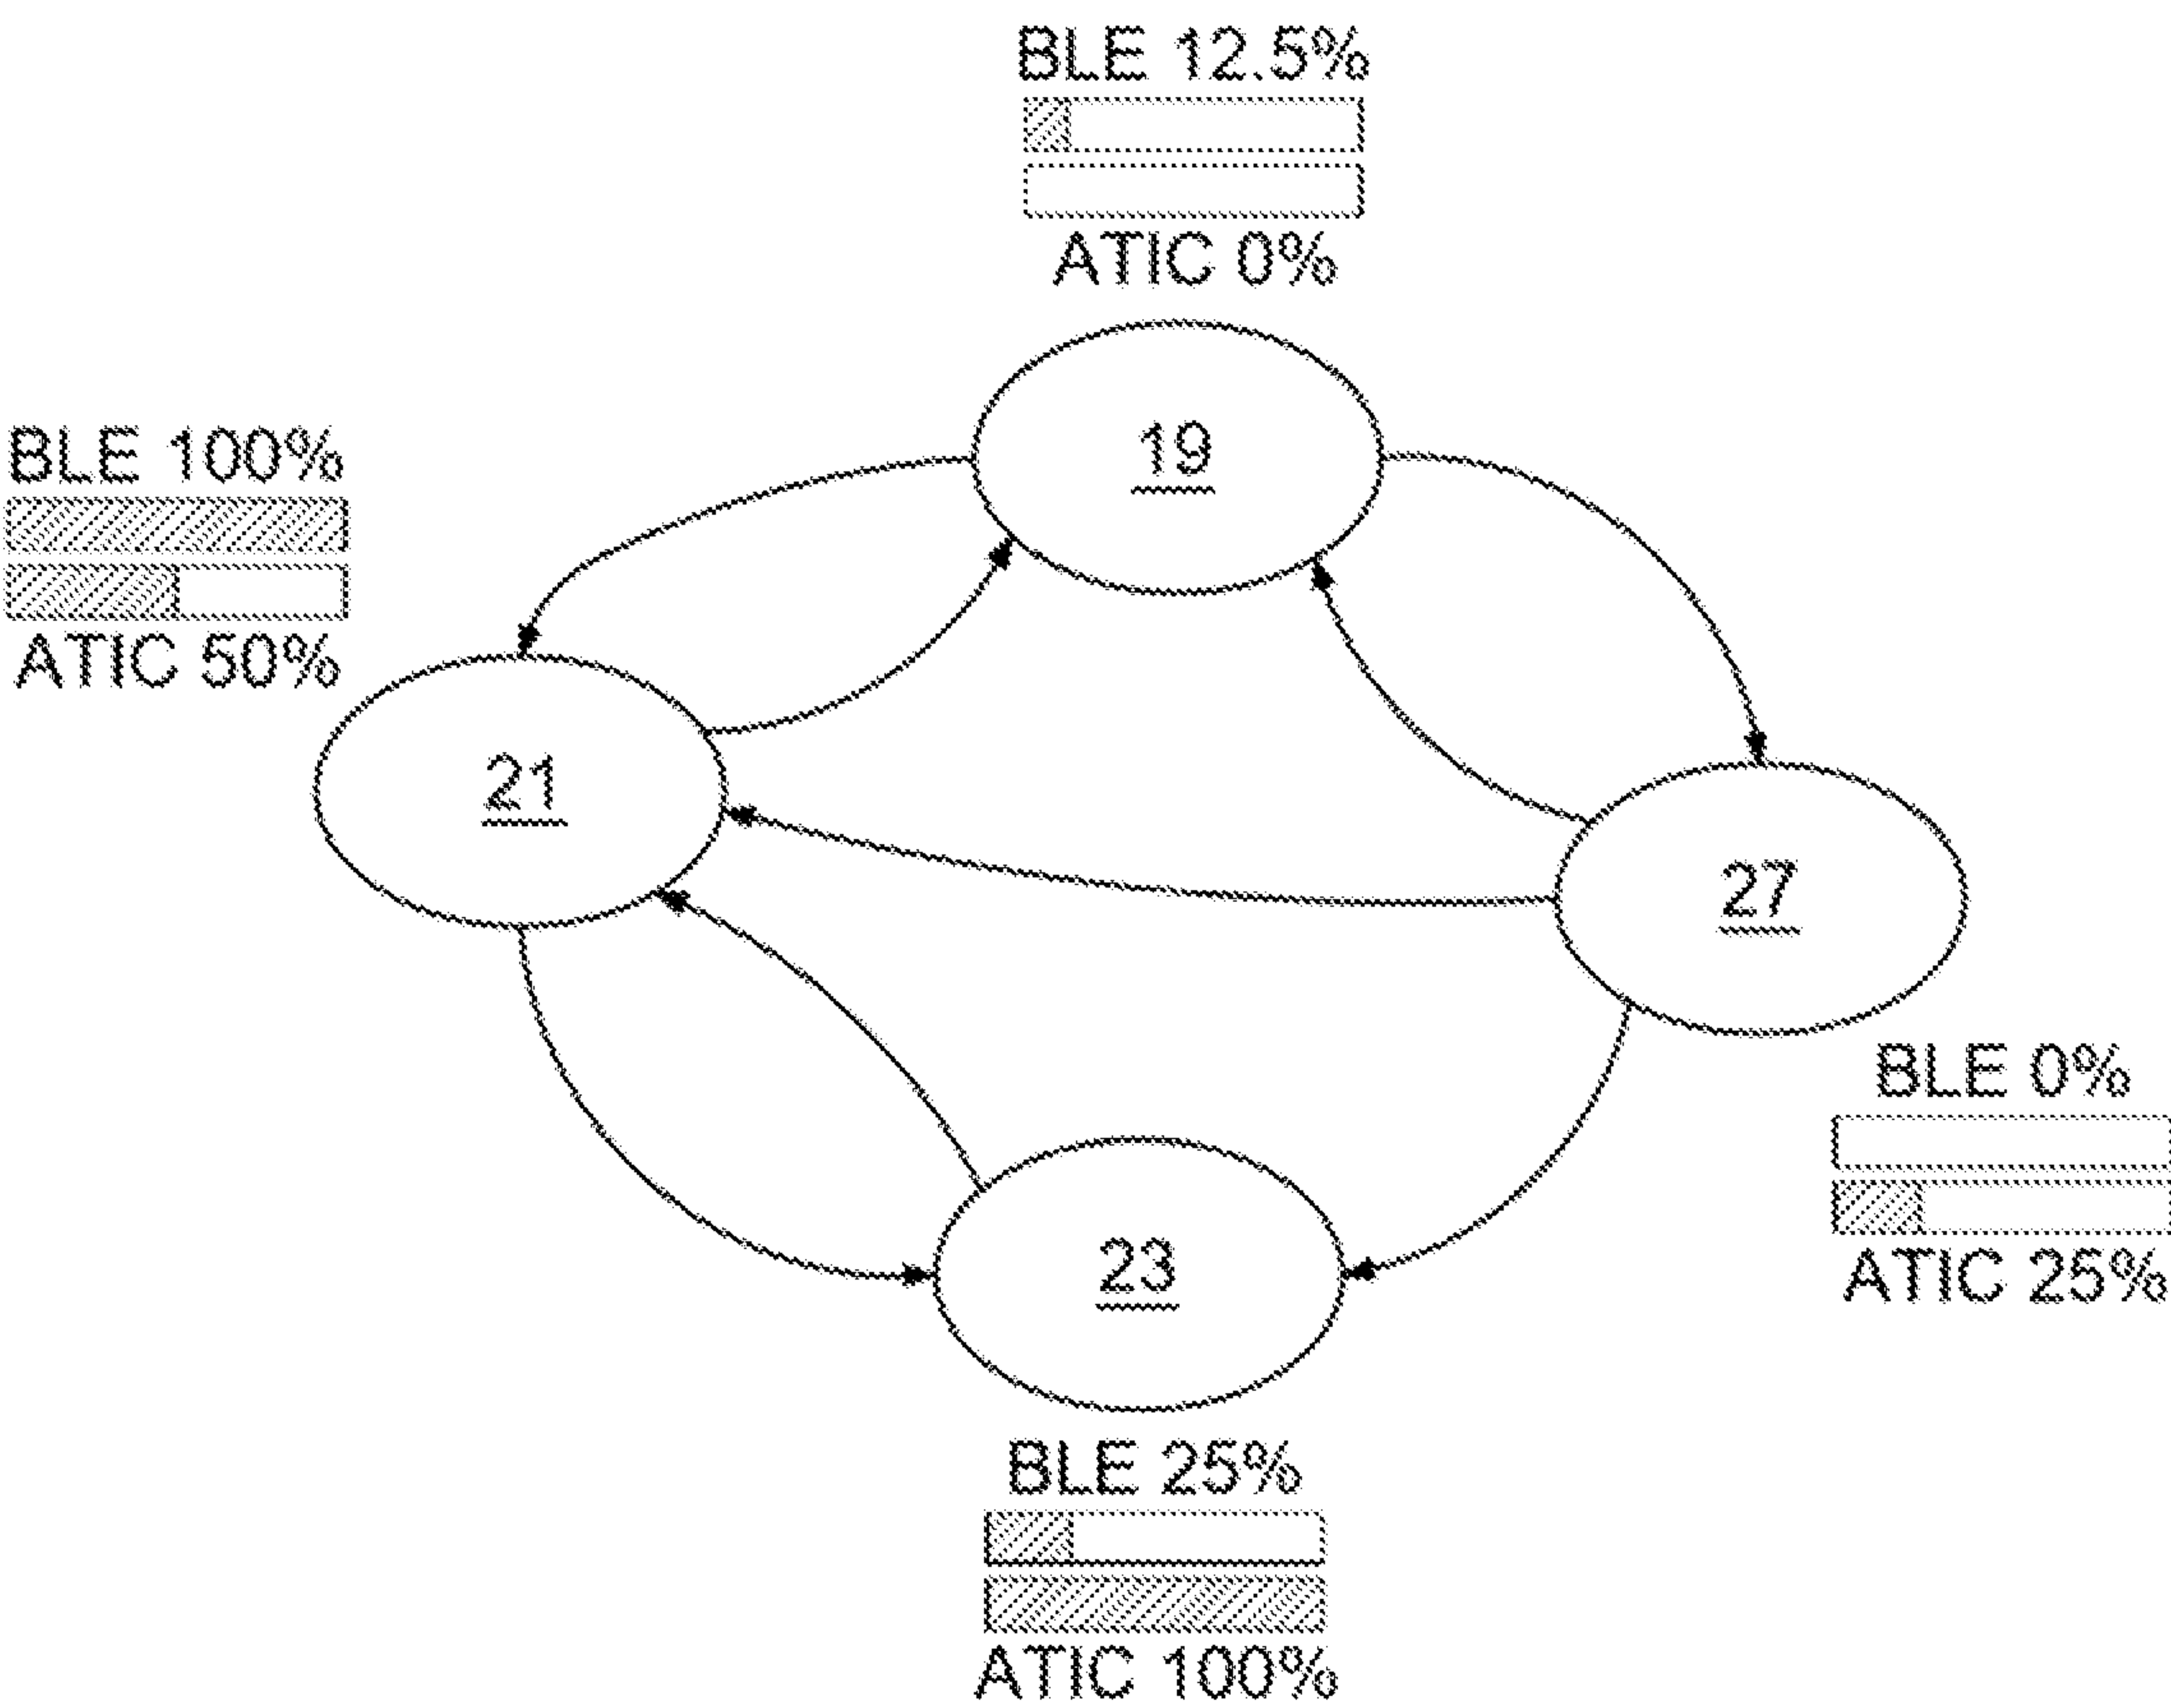 BLE 12.5%
ATIC 0%
19
BLE 100%
ATIC 50%
21
27
BLE 0%
ATIC 25%
23
BLE 25%
ATIC 100%